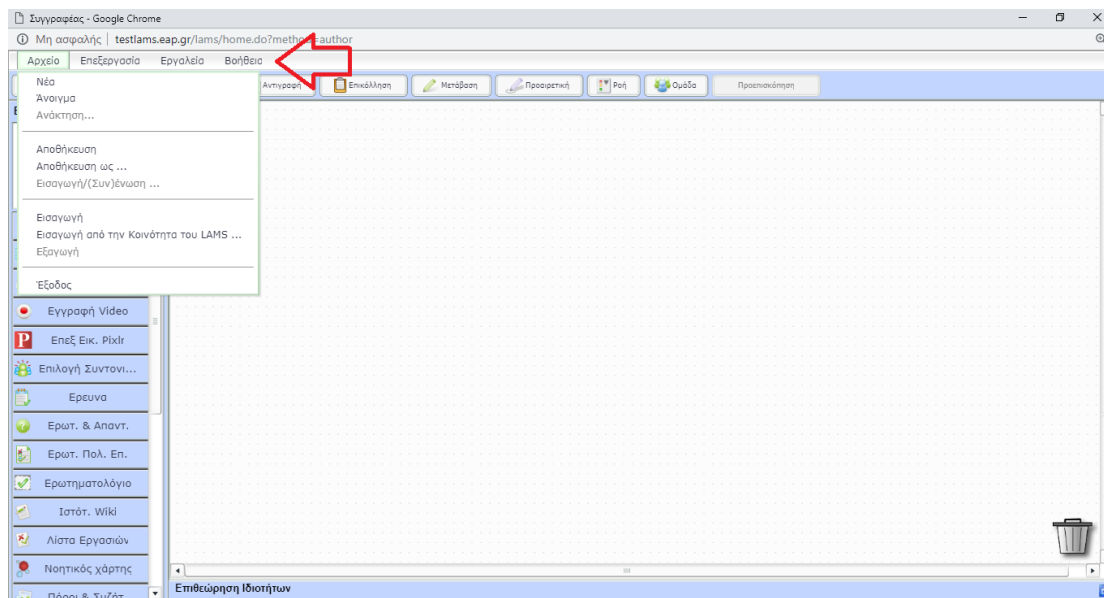 Συγγραφέας - Google Chrome
Μη ασφαλής | testlams.eap.gr/lams/home.do?method=author
Αρχείο Επεξεργασία Εργαλεία Βοήθεια
Αντιγραφή Επικόλληση Μετάβαση Προαιρετική Ροή Ομάδα Προεπισκόπηση
Νέα
Άνοιγμα
Ανάκτηση...
Αποθήκευση
Αποθήκευση ως ...
Εισαγωγή/(Συν)ένωση ...
Εισαγωγή
Εισαγωγή από την Κοινότητα του LAMS ...
Εξαγωγή
Έξοδος
Εγγραφή Video
Επεξ Εικ. Pixlr
Επιλογή Συντονι...
Ερευνα
Ερωτ. & Απαντ.
Ερωτ. Πολ. Επ.
Ερωτηματολόγιο
Ιστότ. Wiki
Λίστα Εργασιών
Νοητικός χάρτης
Πόροι & Συζήτ.
Επιθεώρηση Ιδιοτήτων